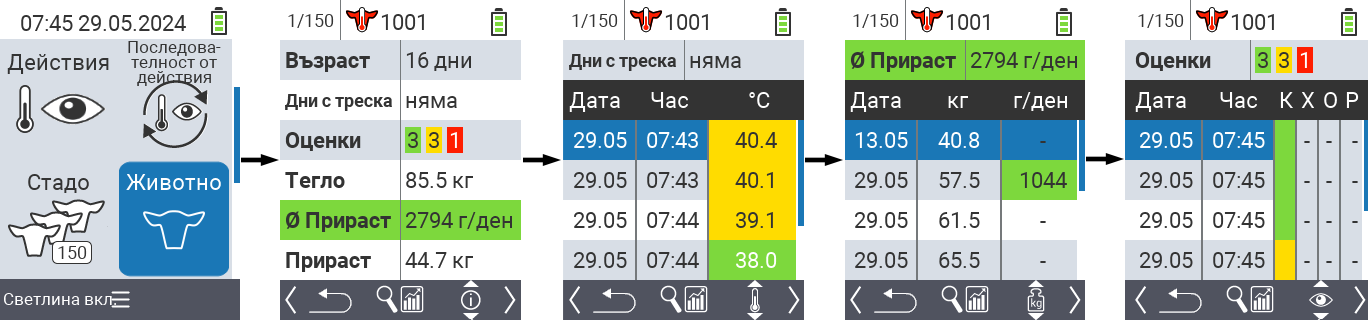 07:45 29.05.2024
Действия
Последова-
телност от
действия
Стадо
150
Животно
Светлина вкл.
1/150 1001
Възраст 16 дни
Дни с треска няма
Оценки 3 3 1
Тегло 85.5 кг
Ø Прираст 2794 г/ден
Прираст 44.7 кг
1/150 1001
Дни с треска няма
Дата Час °C
29.05 07:43 40.4
29.05 07:43 40.1
29.05 07:44 39.1
29.05 07:44 38.0
1/150 1001
Ø Прираст 2794 г/ден
Дата кг г/ден
13.05 40.8 -
29.05 57.5 1044
29.05 61.5 -
29.05 65.5 -
kg
1/150 1001
Оценки 3 3 1
Дата Час К Х О Р
29.05 07:45 - - -
29.05 07:45 - - -
29.05 07:45 - - -
29.05 07:45 - - -